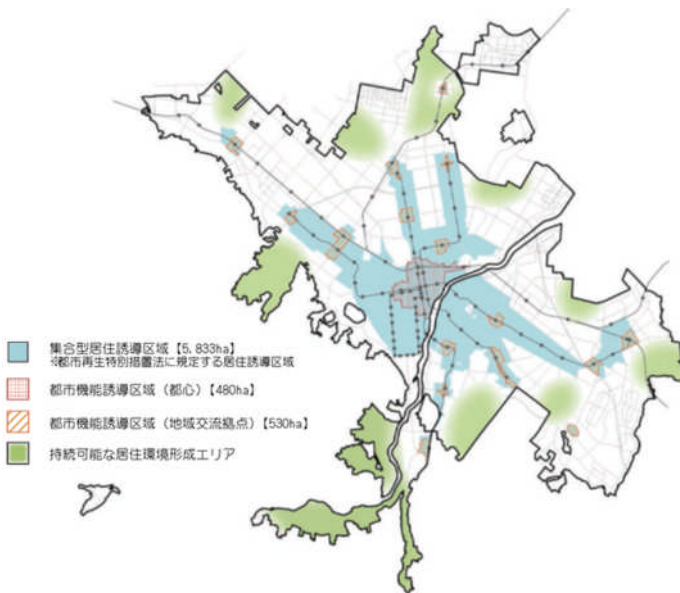 集合型居住誘導区域【5,833ha】
※都市再生特別措置法に規定する居住誘導区域
都市機能誘導区域（都心）【480ha】
都市機能誘導区域（地域交流拠点）【530ha】
持続可能な居住環境形成エリア